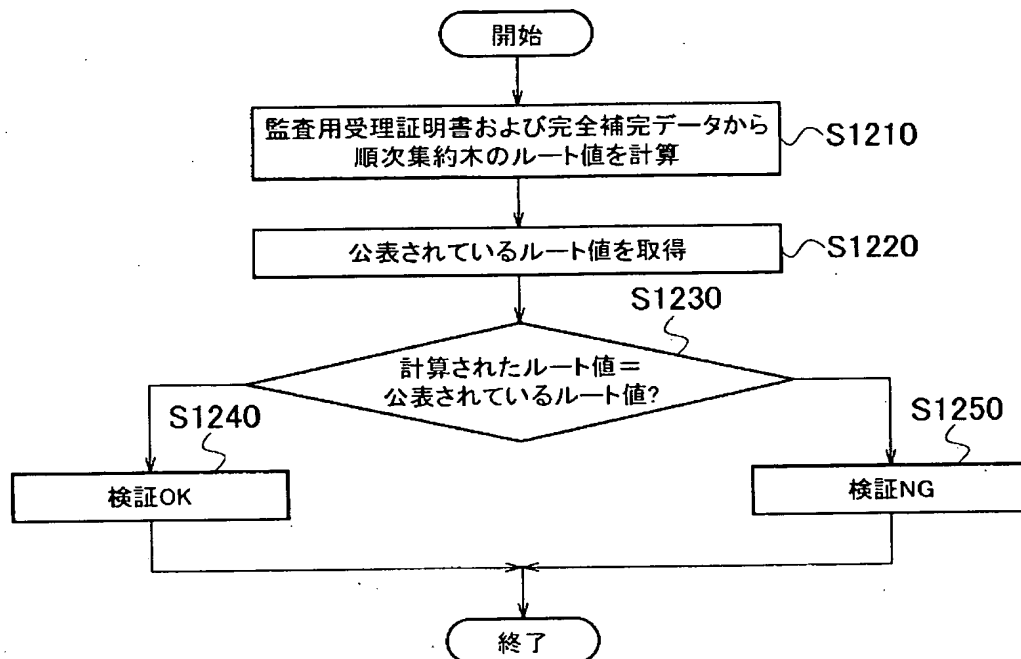 開始
監査用受理証明書および完全補完データから
順次集約木のルート値を計算
S1210
公表されているルート値を取得
S1220
S1230
計算されたルート値＝
公表されているルート値?
S1240
検証OK
S1250
検証NG
終了